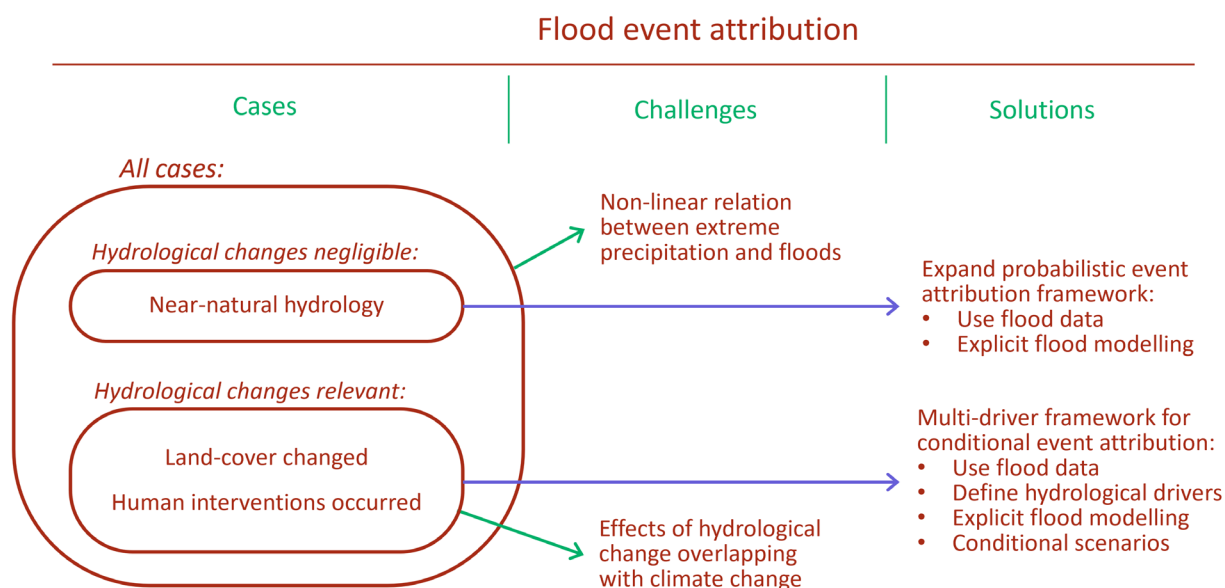 Flood event attribution
Cases
Challenges
Solutions
All cases:
Hydrological changes negligible:
Near-natural hydrology
Hydrological changes relevant:
Land-cover changed
Human interventions occurred
Non-linear relation
between extreme
precipitation and floods
Effects of hydrological
change overlapping
with climate change
Expand probabilistic event
attribution framework:
• Use flood data
• Explicit flood modelling
Multi-driver framework for
conditional event attribution:
• Use flood data
• Define hydrological drivers
• Explicit flood modelling
• Conditional scenarios